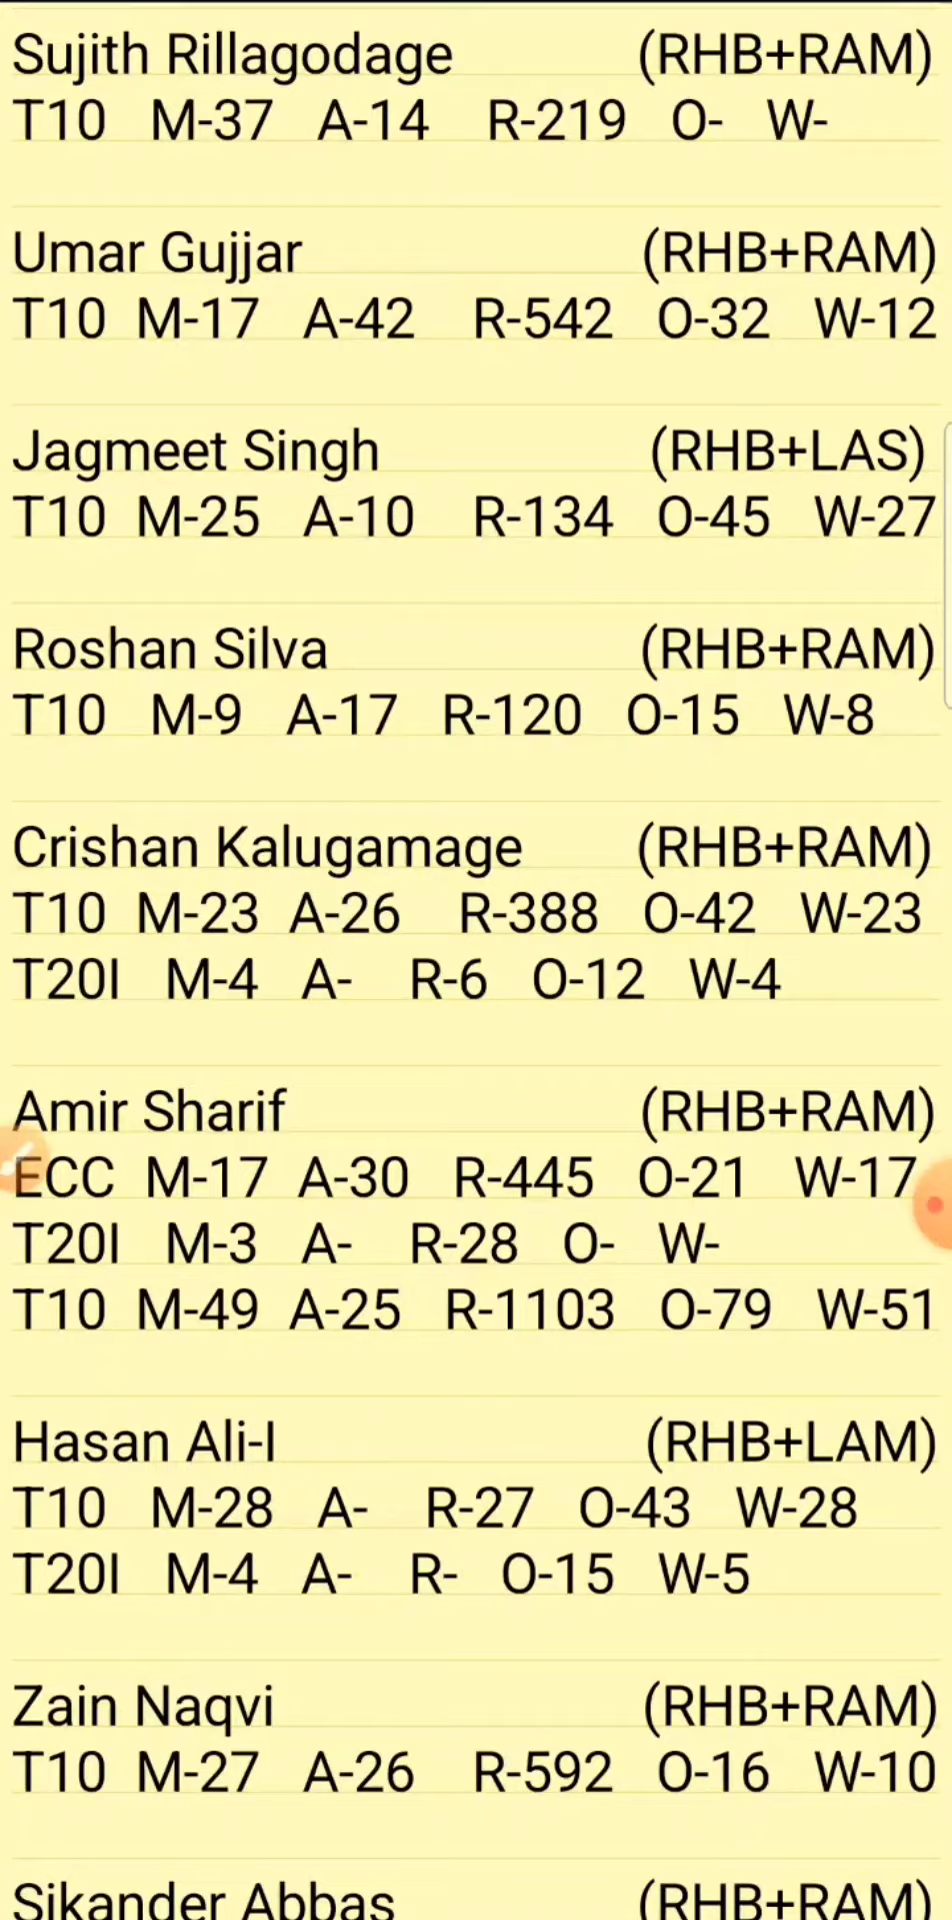 Sujith Rillagodage (RHB+RAM)
T10 M-37 A-14 R-219 O- W-
Umar Gujjar (RHB+RAM)
T10 M-17 A-42 R-542 O-32 W-12
Jagmeet Singh (RHB+LAS)
T10 M-25 A-10 R-134 O-45 W-27
Roshan Silva (RHB+RAM)
T10 M-9 A-17 R-120 O-15 W-8
Crishan Kalugamage (RHB+RAM)
T10 M-23 A-26 R-388 O-42 W-23
T20I M-4 A- R-6 O-12 W-4
Amir Sharif (RHB+RAM)
ECC M-17 A-30 R-445 O-21 W-17
T20I M-3 A- R-28 O- W-
T10 M-49 A-25 R-1103 O-79 W-51
Hasan Ali-I (RHB+LAM)
T10 M-28 A- R-27 O-43 W-28
T20I M-4 A- R- O-15 W-5
Zain Naqvi (RHB+RAM)
T10 M-27 A-26 R-592 O-16 W-10
Sikander Abbas (RHB+RAM)